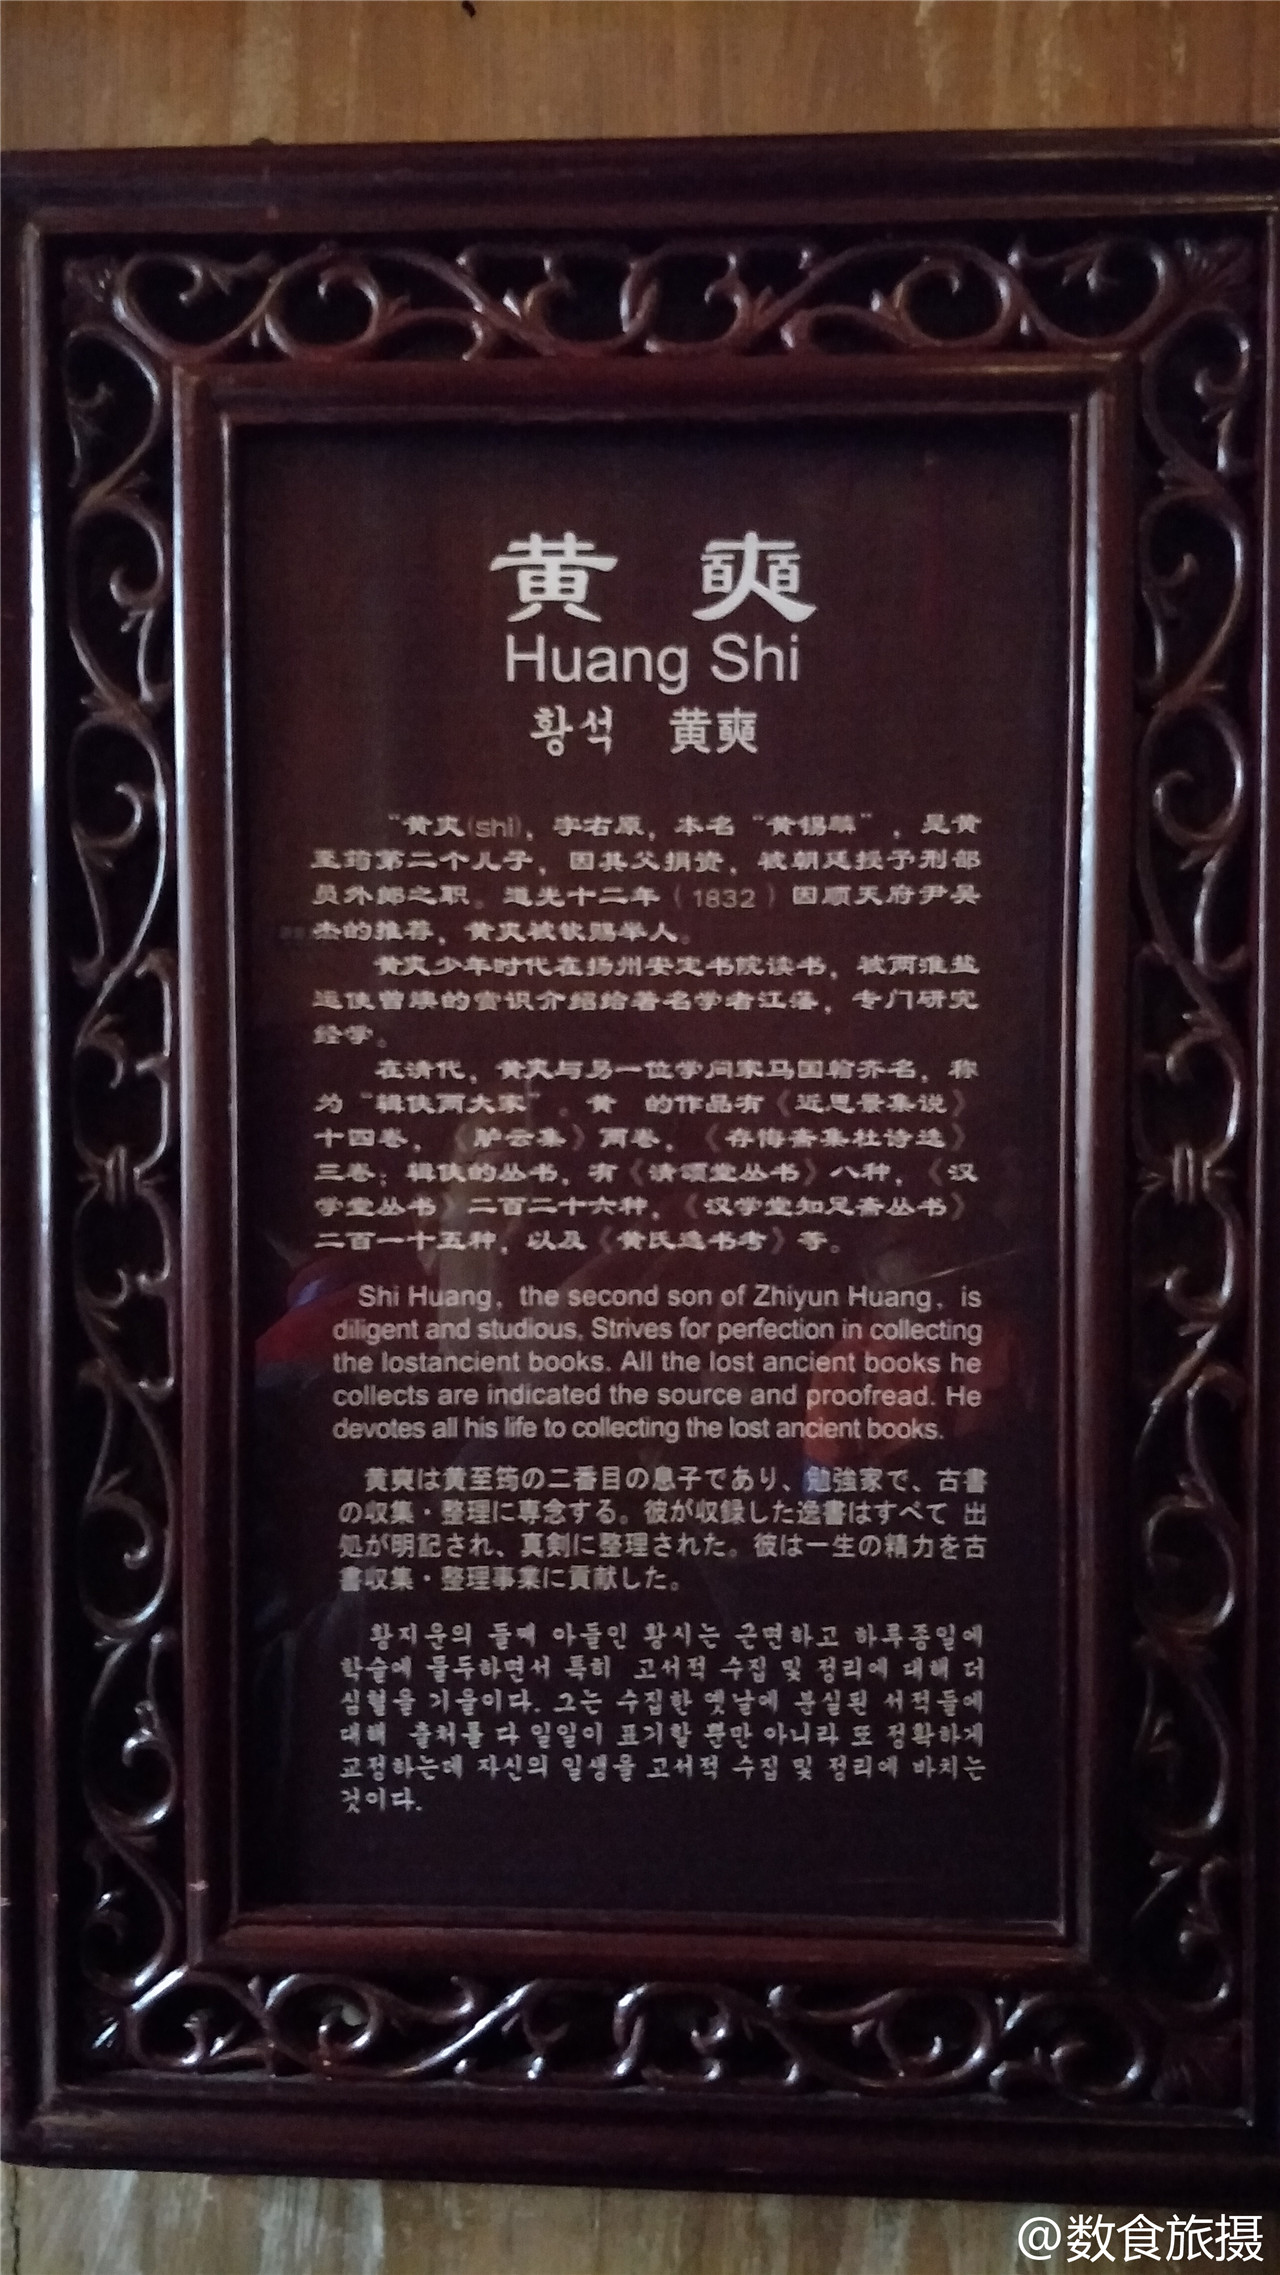 黄 奭
Huang Shi
황석 黄奭
“黄奭(shi)，字右原，本名“黄锡麟”，是黄
至筠第二个儿子，因其父捐资，被朝廷授予刑部
员外郎之职。道光十二年（1832）因顺天府尹吴
杰的推荐，黄奭被钦赐举人。
黄奭少年时代在扬州安定书院读书，被两淮盐
运使曾燠的赏识介绍给著名学者江藩，专门研究
经学。
在清代，黄奭与另一位学问家马国翰齐名，称
为“辑佚两大家”。黄 的作品有《近思景集说》
十四卷，《胪云集》两卷，《存悔斋集杜诗选》
三卷；辑佚的丛书，有《清颂堂丛书》八种，《汉
学堂丛书》二百二十六种，《汉学堂知足斋丛书》
二百一十五种，以及《黄氏逸书考》等。
Shi Huang, the second son of Zhiyun Huang, is
diligent and studious, Strives for perfection in collecting
the lostancient books. All the lost ancient books he
collects are indicated the source and proofread. He
devotes all his life to collecting the lost ancient books.
黄奭は黄至筠の二番目の息子であり、勉強家で、古書
の収集・整理に専念する。彼が収録した逸書はすべて 出
処が明記され、真剣に整理された。彼は一生の精力を古
書収集・整理事業に貢献した。
황지운의 둘째 아들인 황시는 근면하고 하루종일에
학술에 몰두하면서 특히 고서적 수집 및 정리에 대해 더
심혈을 기울이다. 그는 수집한 옛날에 분실된 서적들에
대해 출처를 다 일일이 표기할 뿐만 아니라 또 정확하게
교정하는데 자신의 일생을 고서적 수집 및 정리에 바치는
것이다.
@数食旅摄